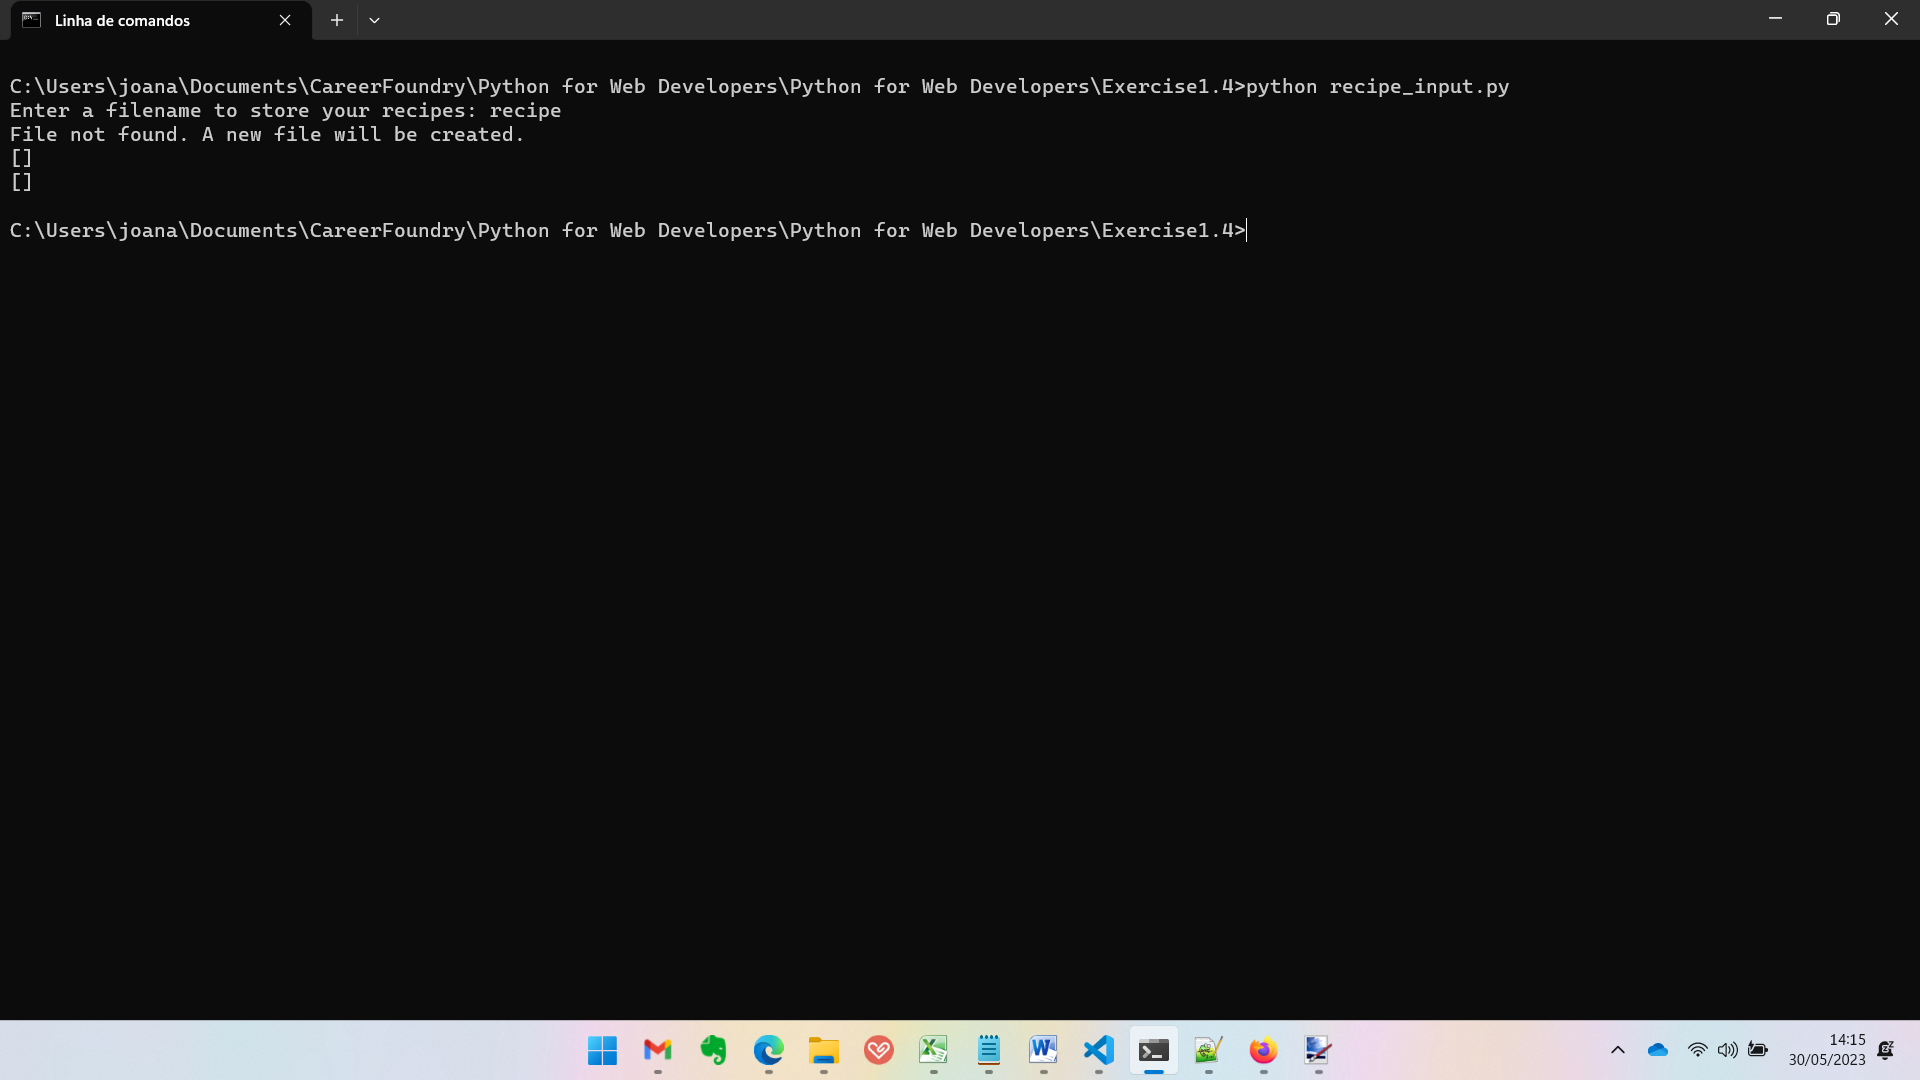 Linha de comandos
C:\Users\joana\Documents\CareerFoundry\Python for Web Developers\Python for Web Developers\Exercise1.4>python recipe_input.py
Enter a filename to store your recipes: recipe
File not found. A new file will be created.
[]
[]
C:\Users\joana\Documents\CareerFoundry\Python for Web Developers\Python for Web Developers\Exercise1.4>
14:15
30/05/2023